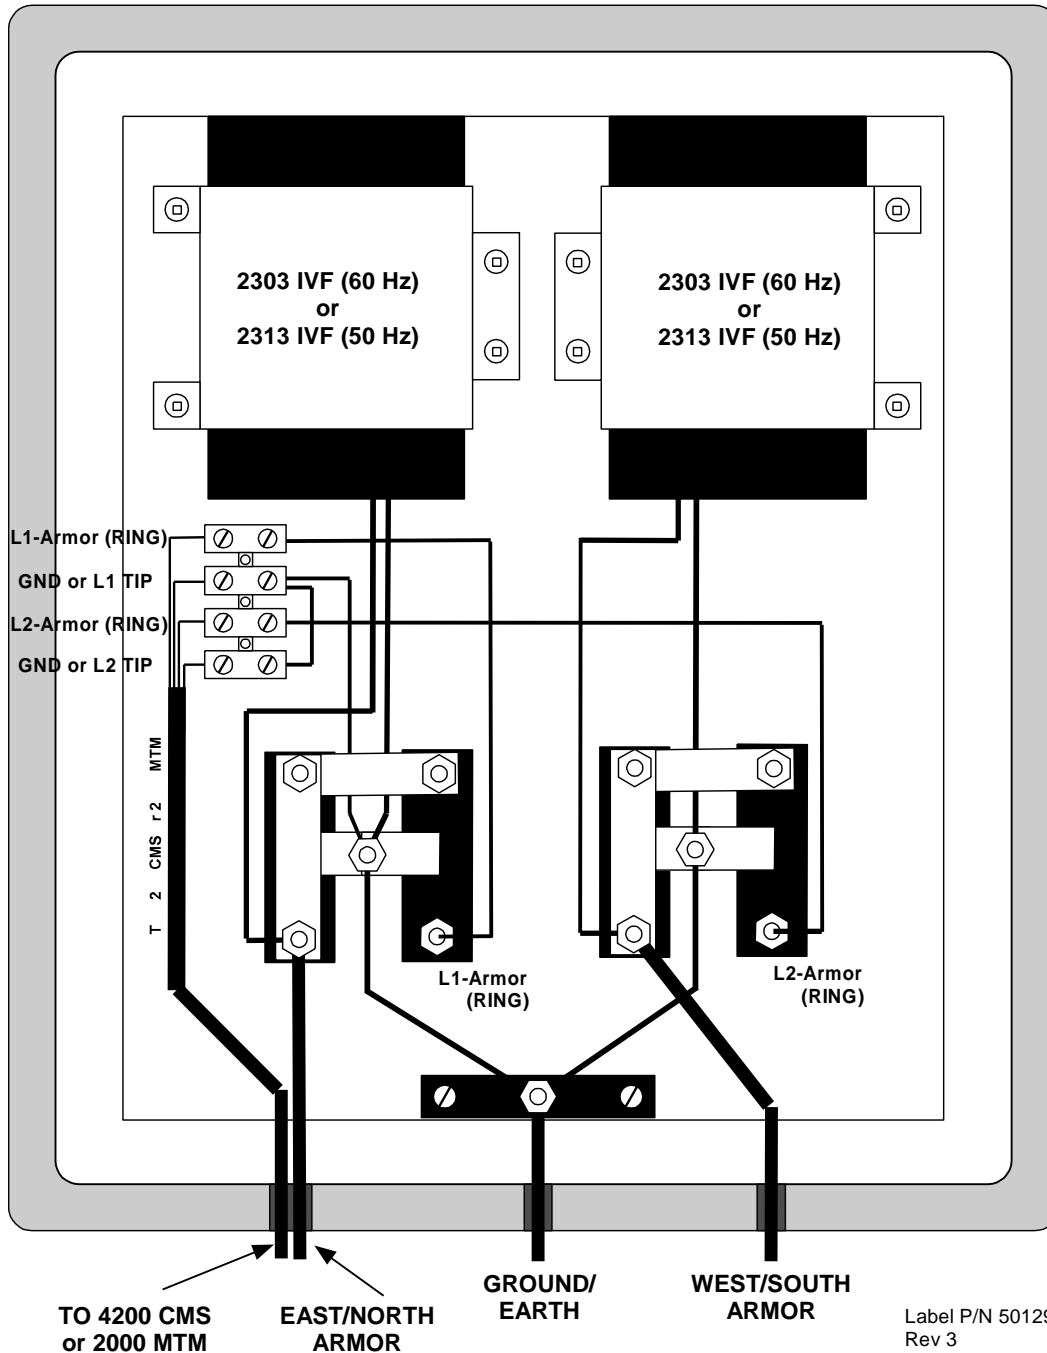 2303 IVF (60 Hz)
or
2313 IVF (50 Hz)
2303 IVF (60 Hz)
or
2313 IVF (50 Hz)
L1-Armor (RING)
GND or L1 TIP
L2-Armor (RING)
GND or L2 TIP
T 2 CMS r 2 MTM
L1-Armor
(RING)
L2-Armor
(RING)
TO 4200 CMS
or 2000 MTM
EAST/NORTH
ARMOR
GROUND/
EARTH
WEST/SOUTH
ARMOR
Label P/N 50129
Rev 3